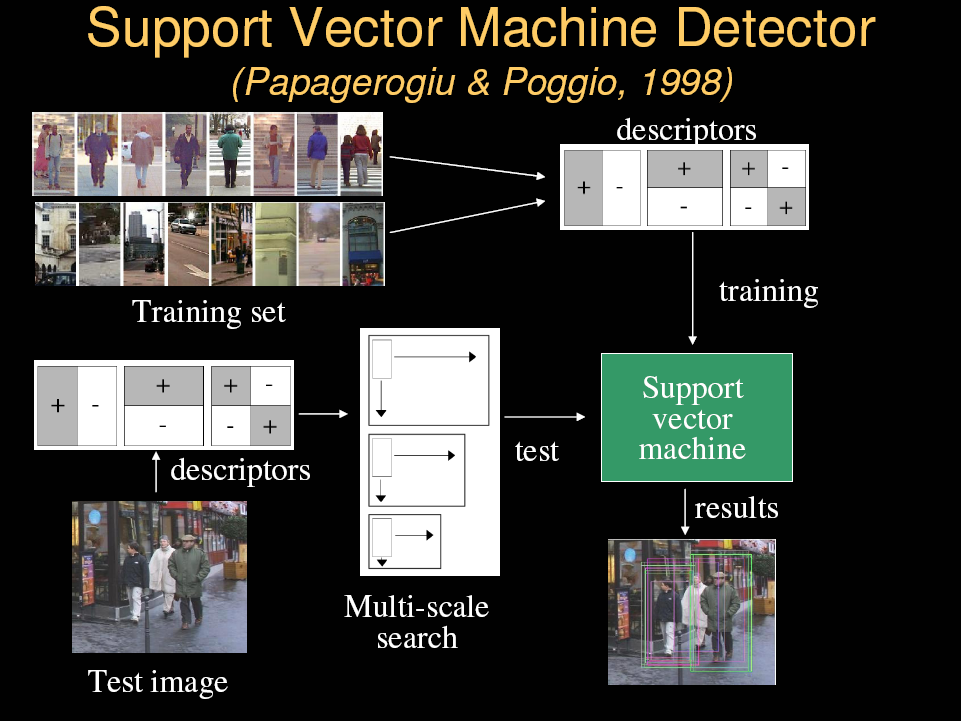 Support Vector Machine Detector
(Papagerogiu & Poggio, 1998)
descriptors
+ - + - + - - +
Training set
training
+ - + - + - - +
descriptors
test
Support
vector
machine
results
Multi-scale
search
Test image